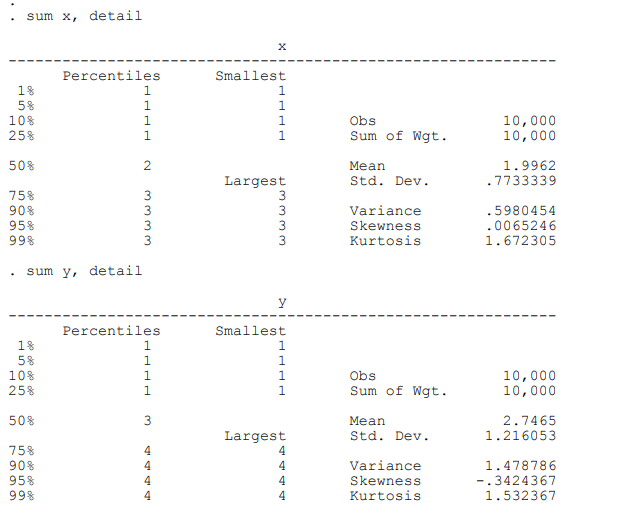 .
. sum x, detail
x
-------------------------------------------------------------
Percentiles Smallest
1% 1 1
5% 1 1
10% 1 1 Obs 10,000
25% 1 1 Sum of Wgt. 10,000
50% 2 Mean 1.9962
Largest Std. Dev. .7733339
75% 3 3
90% 3 3 Variance .5980454
95% 3 3 Skewness .0065246
99% 3 3 Kurtosis 1.672305
. sum y, detail
y
-------------------------------------------------------------
Percentiles Smallest
1% 1 1
5% 1 1
10% 1 1 Obs 10,000
25% 1 1 Sum of Wgt. 10,000
50% 3 Mean 2.7465
Largest Std. Dev. 1.216053
75% 4 4
90% 4 4 Variance 1.478786
95% 4 4 Skewness -.3424367
99% 4 4 Kurtosis 1.532367